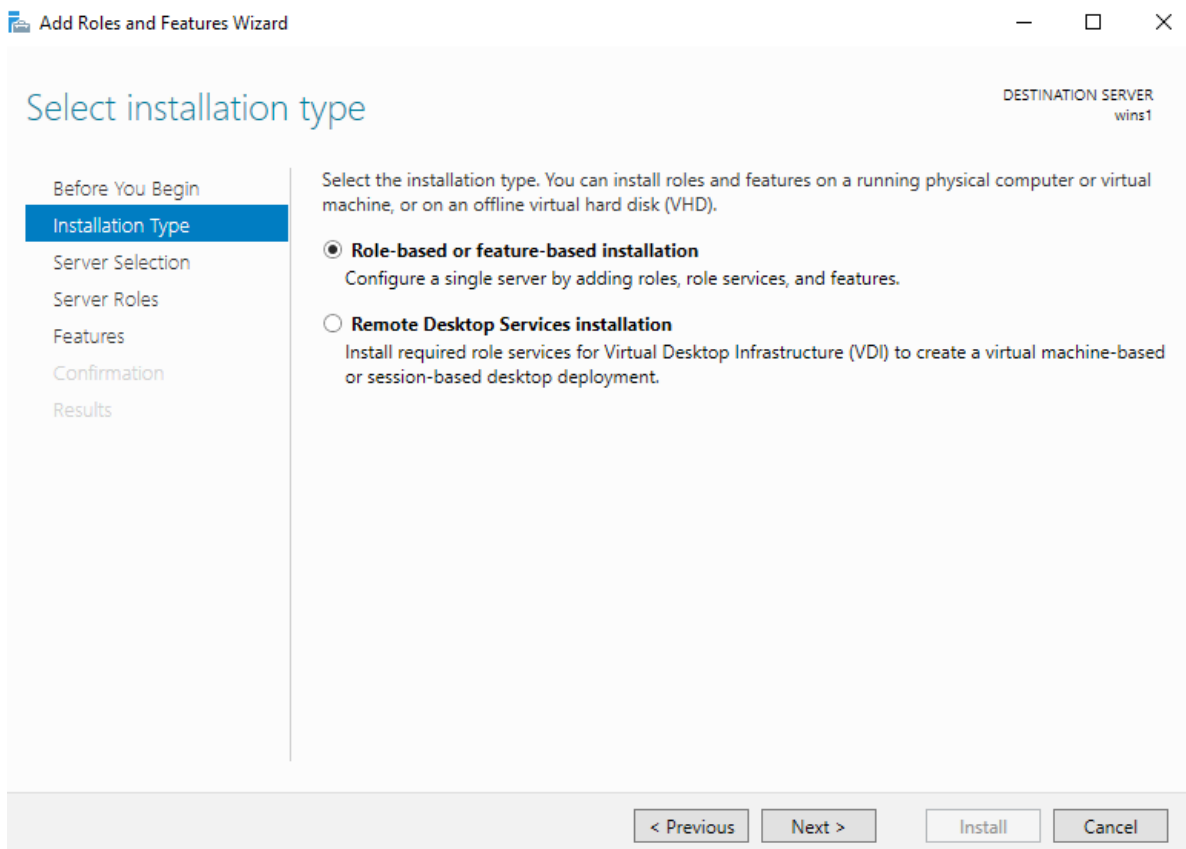 Add Roles and Features Wizard
Select installation type
DESTINATION SERVER
wins1
Before You Begin
Installation Type
Server Selection
Server Roles
Features
Confirmation
Results
Select the installation type. You can install roles and features on a running physical computer or virtual
machine, or on an offline virtual hard disk (VHD).
Role-based or feature-based installation
Configure a single server by adding roles, role services, and features.
Remote Desktop Services installation
Install required role services for Virtual Desktop Infrastructure (VDI) to create a virtual machine-based
or session-based desktop deployment.
< Previous Next > Install Cancel